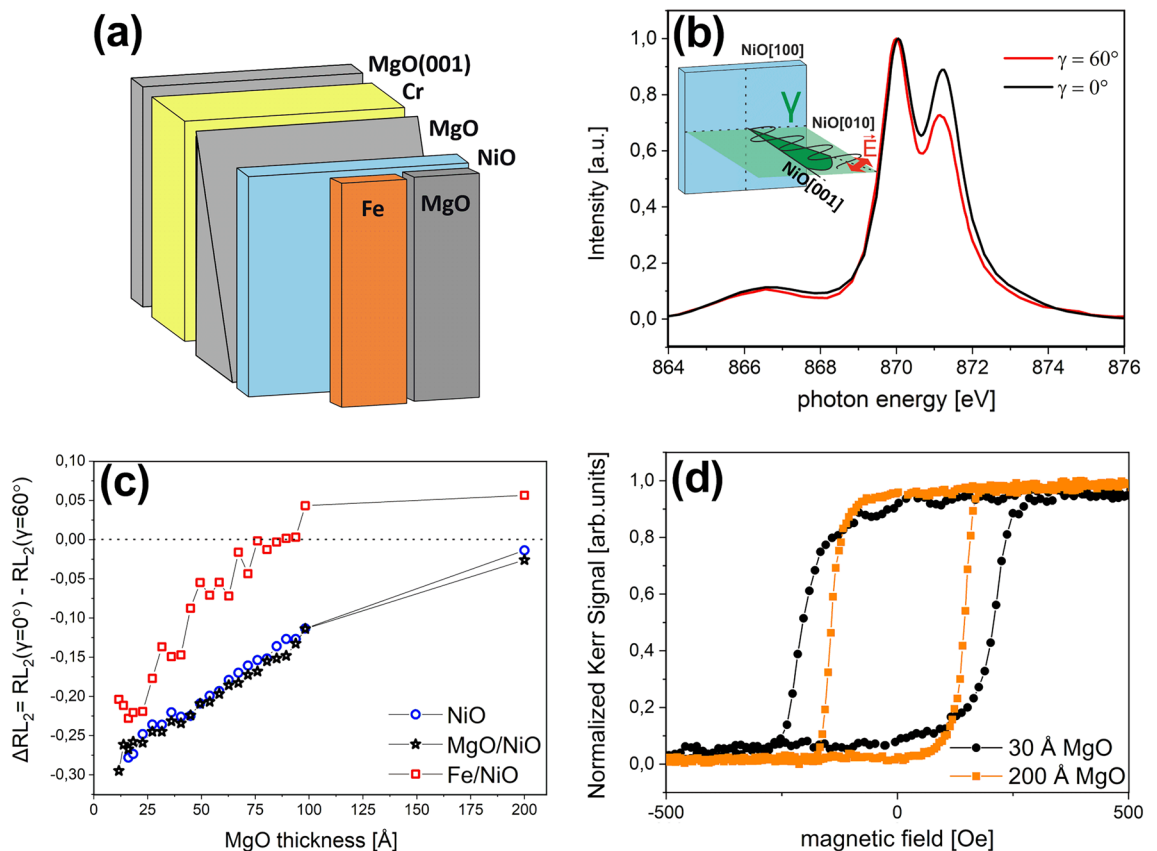 (a)
MgO(001)
Cr
MgO
NiO
Fe
MgO
(b)
Intensity [a.u.]
1,0
0,8
0,6
0,4
0,2
0,0
NiO[100]
γ
NiO[010]
E
NiO[001]
γ = 60°
γ = 0°
864 866 868 870 872 874 876
photon energy [eV]
(c)
ΔRL₂= RL₂(γ=0°) - RL₂(γ=60°)
0,10
0,05
0,00
-0,05
-0,10
-0,15
-0,20
-0,25
-0,30
NiO
MgO/NiO
Fe/NiO
0 25 50 75 100 125 150 175 200
MgO thickness [Å]
(d)
Normalized Kerr Signal [arb.units]
1,0
0,8
0,6
0,4
0,2
0,0
30 Å MgO
200 Å MgO
-500 -250 0 250 500
magnetic field [Oe]